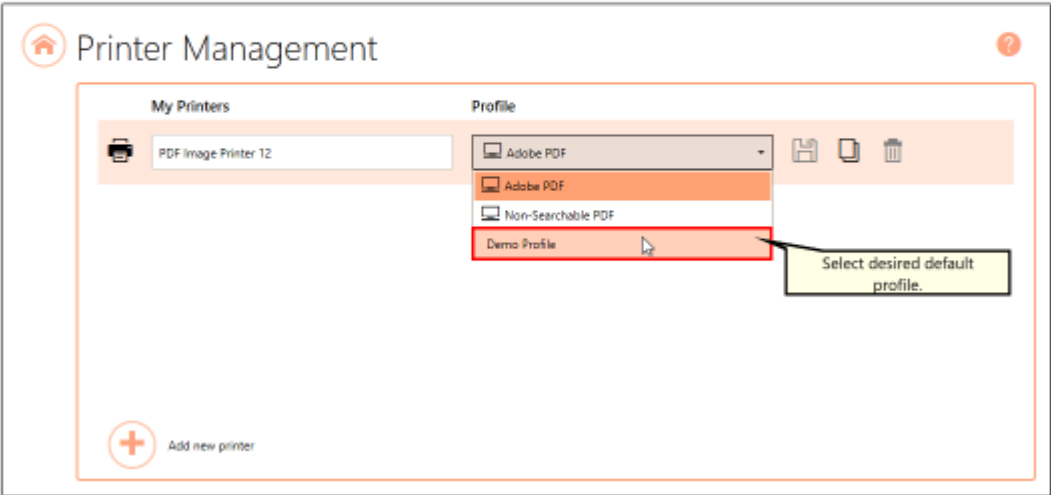 Printer Management
?
My Printers
Profile
PDF Image Printer 12
Adobe PDF
Adobe PDF
Non-Searchable PDF
Demo Profile
Select desired default
profile.
Add new printer